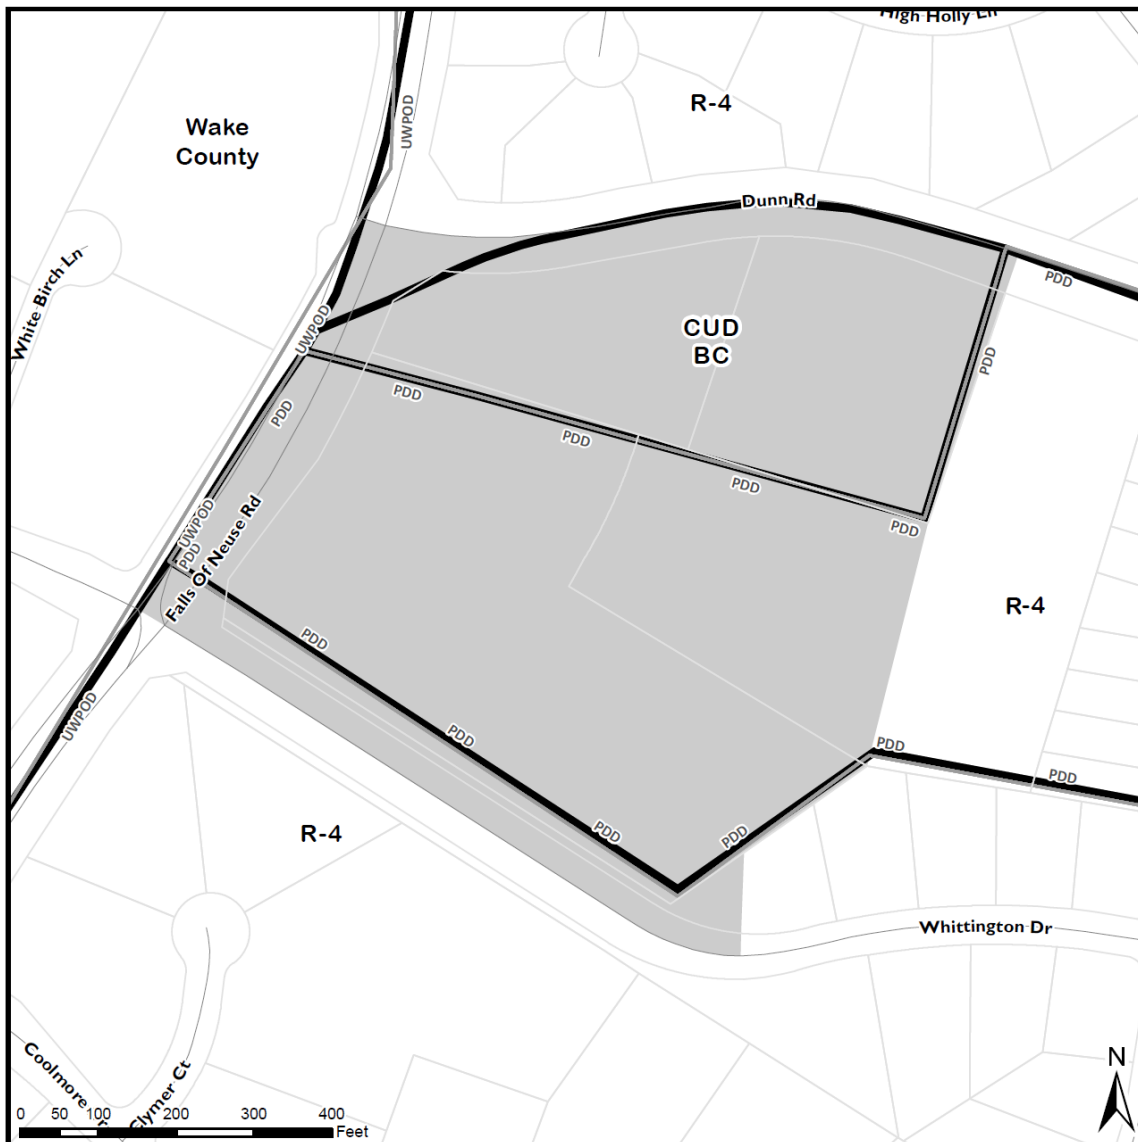 High Holly Ln
R-4
Wake
County
UWPOD
Dunn Rd
White Birch Ln
PDD
UWPOD
CUD
BC
PDD
PDD
PDD
PDD
PDD
PDD
UWPOD
PDD
Falls Of Neuse Rd
R-4
PDD
UWPOD
PDD
PDD
PDD
R-4
PDD
PDD
Whittington Dr
Coolmore
Clymer Ct
N
0 50 100 200 300 400
Feet